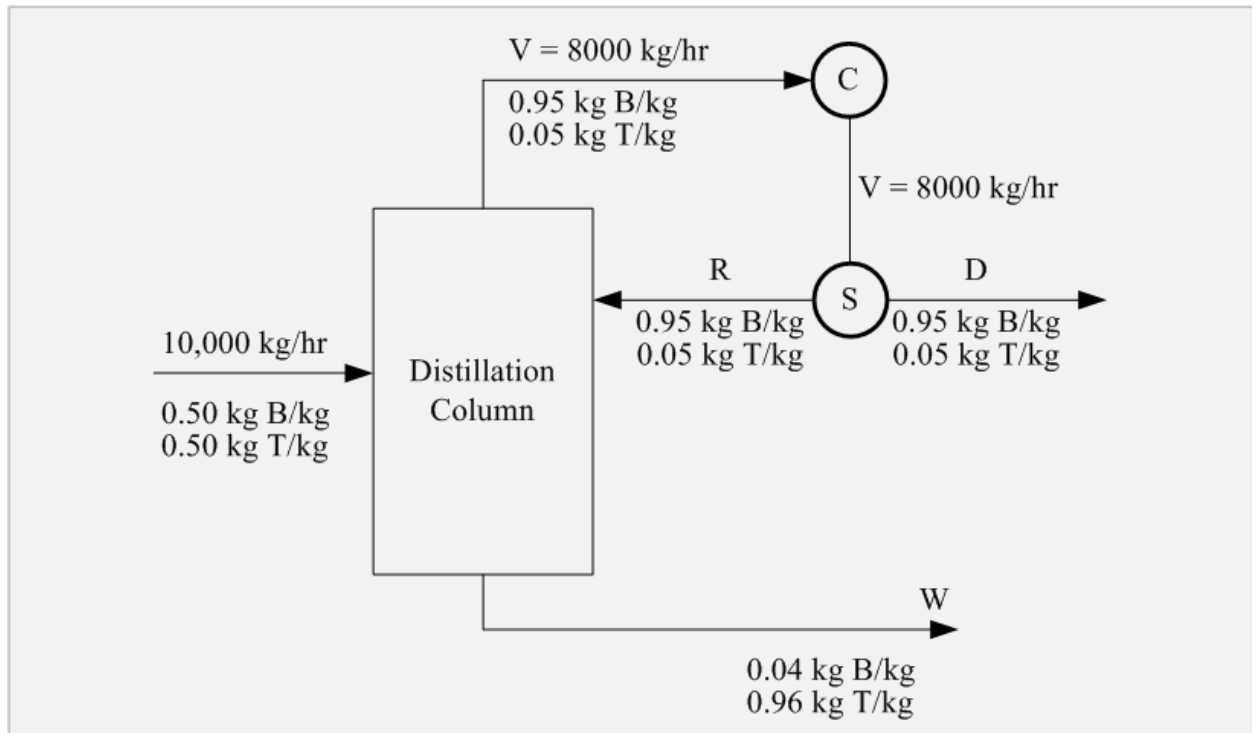 V = 8000 kg/hr
C
0.95 kg B/kg
0.05 kg T/kg
V = 8000 kg/hr
R
S
D
0.95 kg B/kg
0.05 kg T/kg
0.95 kg B/kg
0.05 kg T/kg
10,000 kg/hr
0.50 kg B/kg
0.50 kg T/kg
Distillation
Column
W
0.04 kg B/kg
0.96 kg T/kg